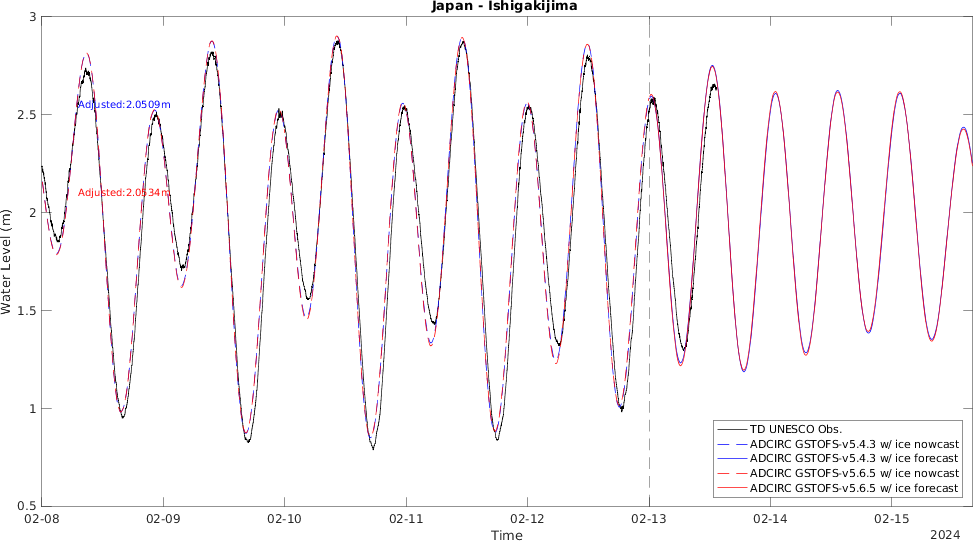 Japan - Ishigakijima
Water Level (m)
3
2.5
2
1.5
1
0.5
Adjusted:2.0509m
Adjusted:2.0534m
TD UNESCO Obs.
ADCIRC GSTOFS-v5.4.3 w/ ice nowcast
ADCIRC GSTOFS-v5.4.3 w/ ice forecast
ADCIRC GSTOFS-v5.6.5 w/ ice nowcast
ADCIRC GSTOFS-v5.6.5 w/ ice forecast
02-08 02-09 02-10 02-11 02-12 02-13 02-14 02-15
Time
2024